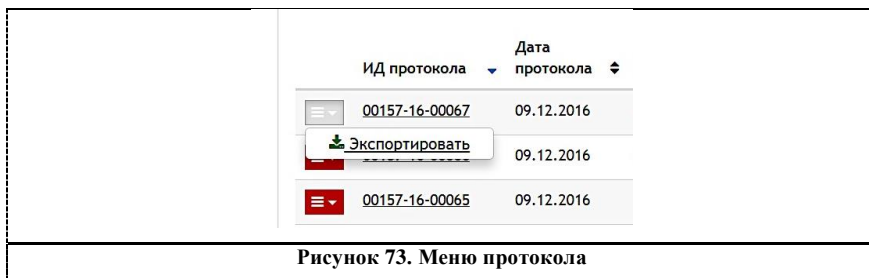 Дата
ИД протокола протокола
00157-16-00067 09.12.2016
Экспортировать
09.12.2016
00157-16-00065 09.12.2016
Рисунок 73. Меню протокола